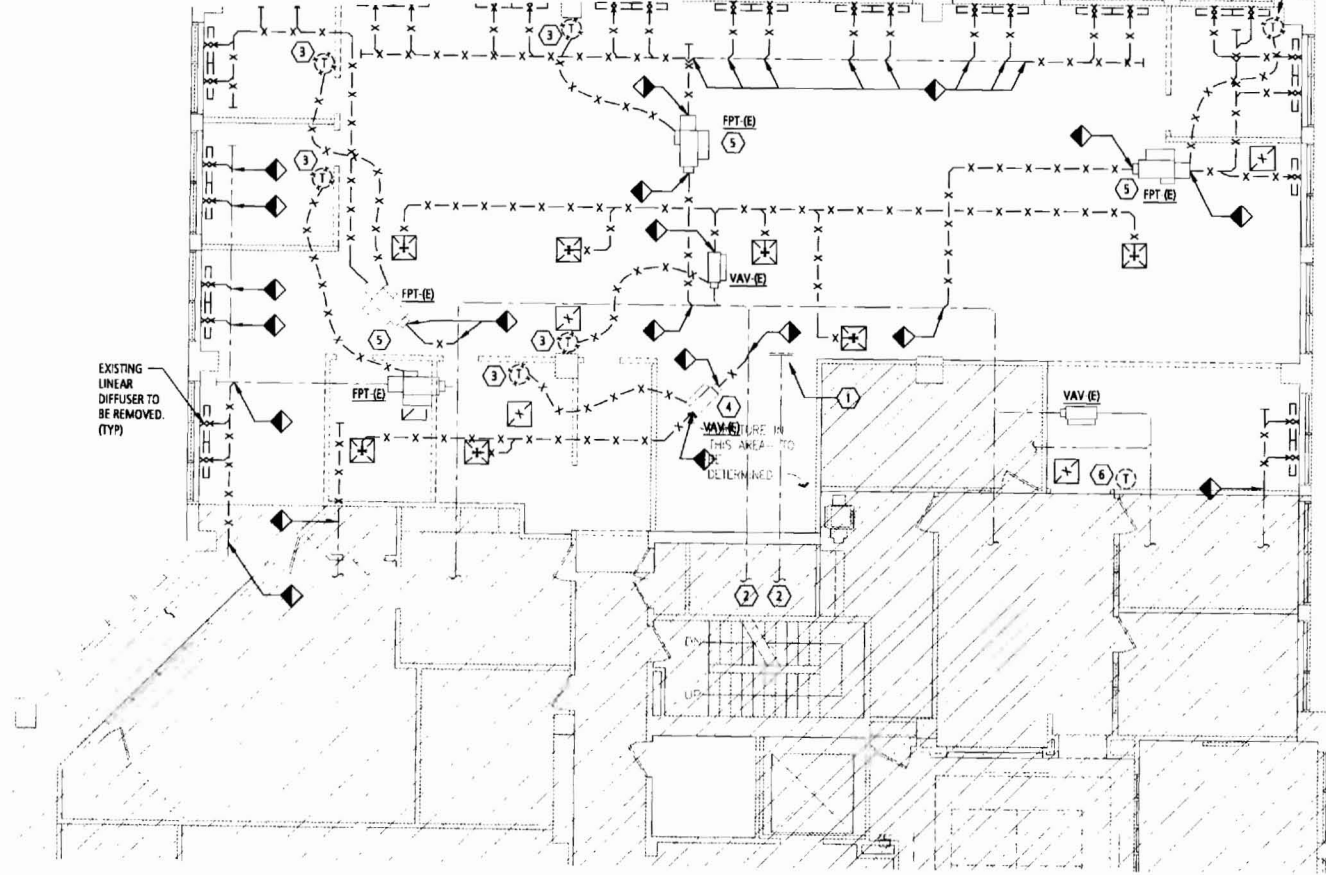 3
T
3
T
FPT-(E)
5
T
3
T
5
FPT (E)
VAV-(E)
FPT-(E)
5
3
T
3
T
EXISTING
LINEAR
DIFFUSER TO
BE REMOVED.
(TYP)
FPT-(E)
4
1
VAV-(E)
VAV (E)
THIS AREA TO
DETERMINED
6
T
2
2
DN
UP